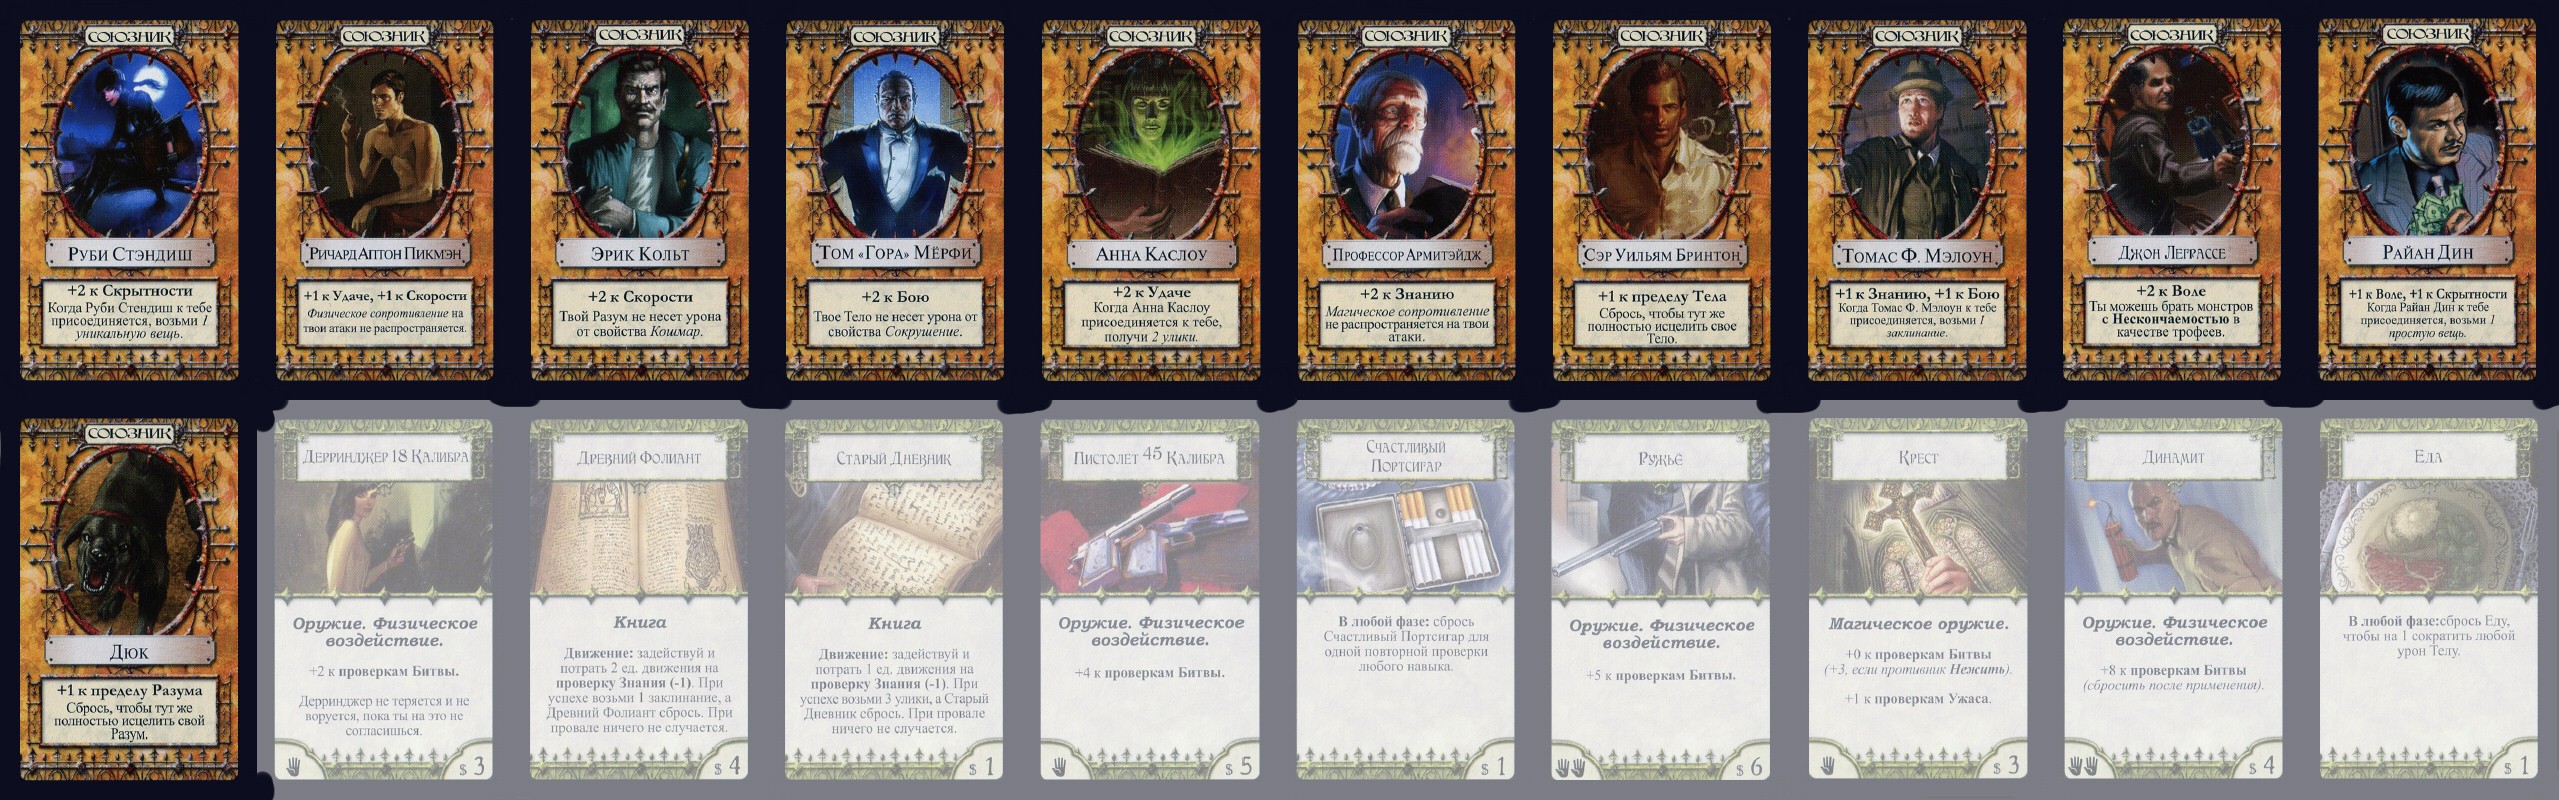 СОЮЗНИК
РУБИ СТЭНДИШ
+2 к Скрытности
Когда Руби Стендиш к тебе
присоединяется, возьми 1
уникальную вещь.
СОЮЗНИК
РИЧАРД АПТОН ПИКМЭН
+1 к Удаче, +1 к Скорости
Физическое сопротивление на
твои атаки не распространяется.
СОЮЗНИК
ЭРИК КОЛЬТ
+2 к Скорости
Твой Разум не несет урона
от свойства Кошмар.
СОЮЗНИК
ТОМ «ГОРА» МЁРФИ
+2 к Бою
Твое Тело не несет урона от
свойства Сокрушение.
СОЮЗНИК
АННА КАСЛОУ
+2 к Удаче
Когда Анна Каслоу
присоединяется к тебе,
получи 2 улики.
СОЮЗНИК
ПРОФЕССОР АРМИТЭЙДЖ
+2 к Знанию
Магическое сопротивление
не распространяется на твои
атаки.
СОЮЗНИК
СЭР УИЛЬЯМ БРИНТОН
+1 к пределу Тела
Сбрось, чтобы тут же
полностью исцелить свое
Тело.
СОЮЗНИК
ТОМАС Ф. МЭЛОУН
+1 к Знанию, +1 к Бою
Когда Томас Ф. Мэлоун к тебе
присоединяется, возьми 1
заклинание.
СОЮЗНИК
ДЖОН ЛЕГРАССЕ
+2 к Воле
Ты можешь брать монстров
с Нескончаемостью в
качестве трофеев.
СОЮЗНИК
РАЙАН ДИН
+1 к Воле, +1 к Скрытности
Когда Райан Дин к тебе
присоединяется, возьми 1
простую вещь.
СОЮЗНИК
ДЮК
+1 к пределу Разума
Сбрось, чтобы тут же
полностью исцелить свой
Разум.
ДЕРРИНДЖЕР 18 КАЛИБРА
Оружие. Физическое
воздействие.
+2 к проверкам Битвы.
Дерринджер не теряется и не
воруется, пока ты на это не
согласишься.
$ 3
ДРЕВНИЙ ФОЛИАНТ
Книга
Движение: задействуй и
потрать 2 ед. движения на
проверку Знания (-1). При
успехе возьми 1 заклинание, а
Древний Фолиант сбрось. При
провале ничего не случается.
$ 4
СТАРЫЙ ДНЕВНИК
Книга
Движение: задействуй и
потрать 1 ед. движения на
проверку Знания (-1). При
успехе возьми 3 улики, а Старый
Дневник сбрось. При провале
ничего не случается.
$ 1
ПИСТОЛЕТ 45 КАЛИБРА
Оружие. Физическое
воздействие.
+4 к проверкам Битвы.
$ 5
СЧАСТЛИВЫЙ
ПОРТСИГАР
В любой фазе: сбрось
Счастливый Портсигар для
одной повторной проверки
любого навыка.
$ 1
РУЖЬЁ
Оружие. Физическое
воздействие.
+5 к проверкам Битвы.
$ 6
КРЕСТ
Магическое оружие.
+0 к проверкам Битвы
(+3, если противник Нежить).
+1 к проверкам Ужаса.
$ 3
ДИНАМИТ
Оружие. Физическое
воздействие.
+8 к проверкам Битвы
(сбросить после применения).
$ 4
ЕДА
В любой фазе:сбрось Еду,
чтобы на 1 сократить любой
урон Телу.
$ 1